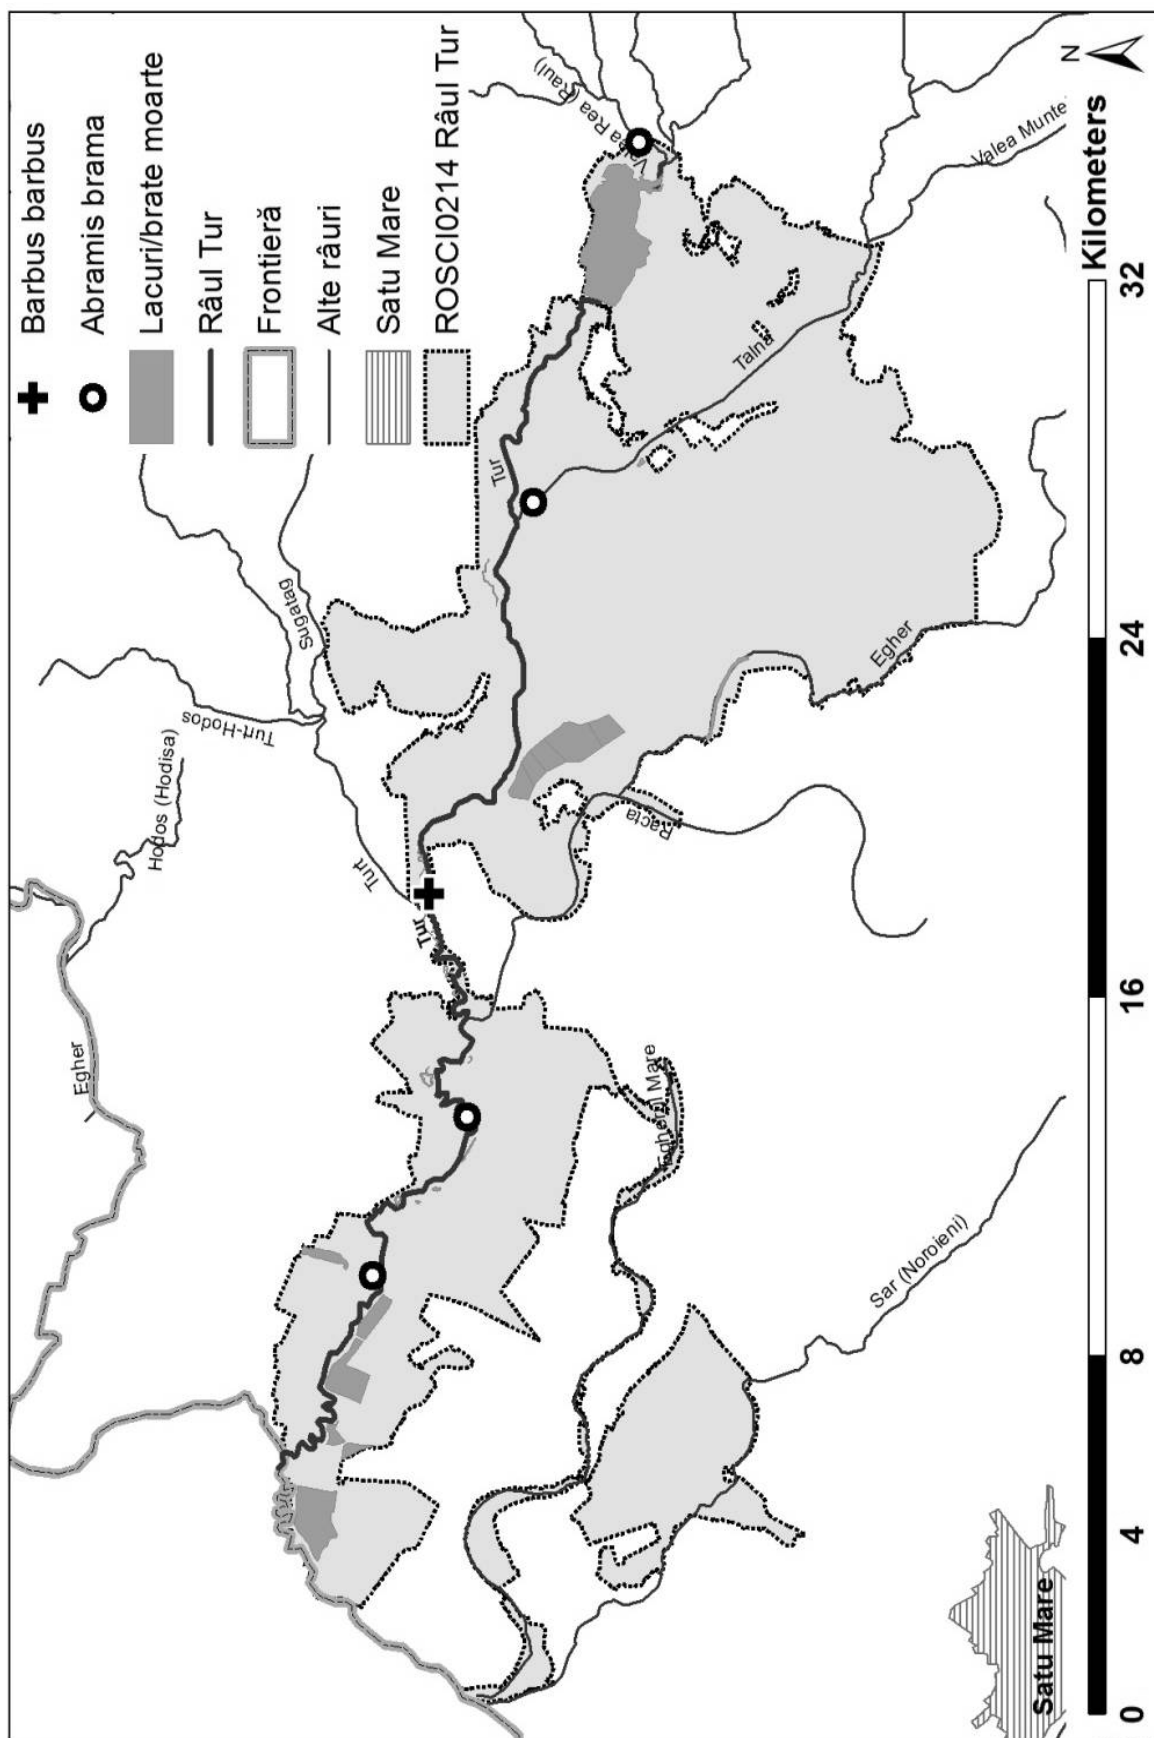 Barbus barbus
Abramis brama
Lacuri/brate moarte
Râul Tur
Frontieră
Alte râuri
Satu Mare
ROSCI0214 Râul Tur
Egher
Hodos (Hodisa)
Turt-Hodos
Sugatag
Turt
Tur
Tur
Valea Rea (Raul)
Talna
Valea Munte
Racta
Egher
Egherul Mare
Sar (Noroieni)
Satu Mare
N
0 4 8 16 24 32
Kilometers